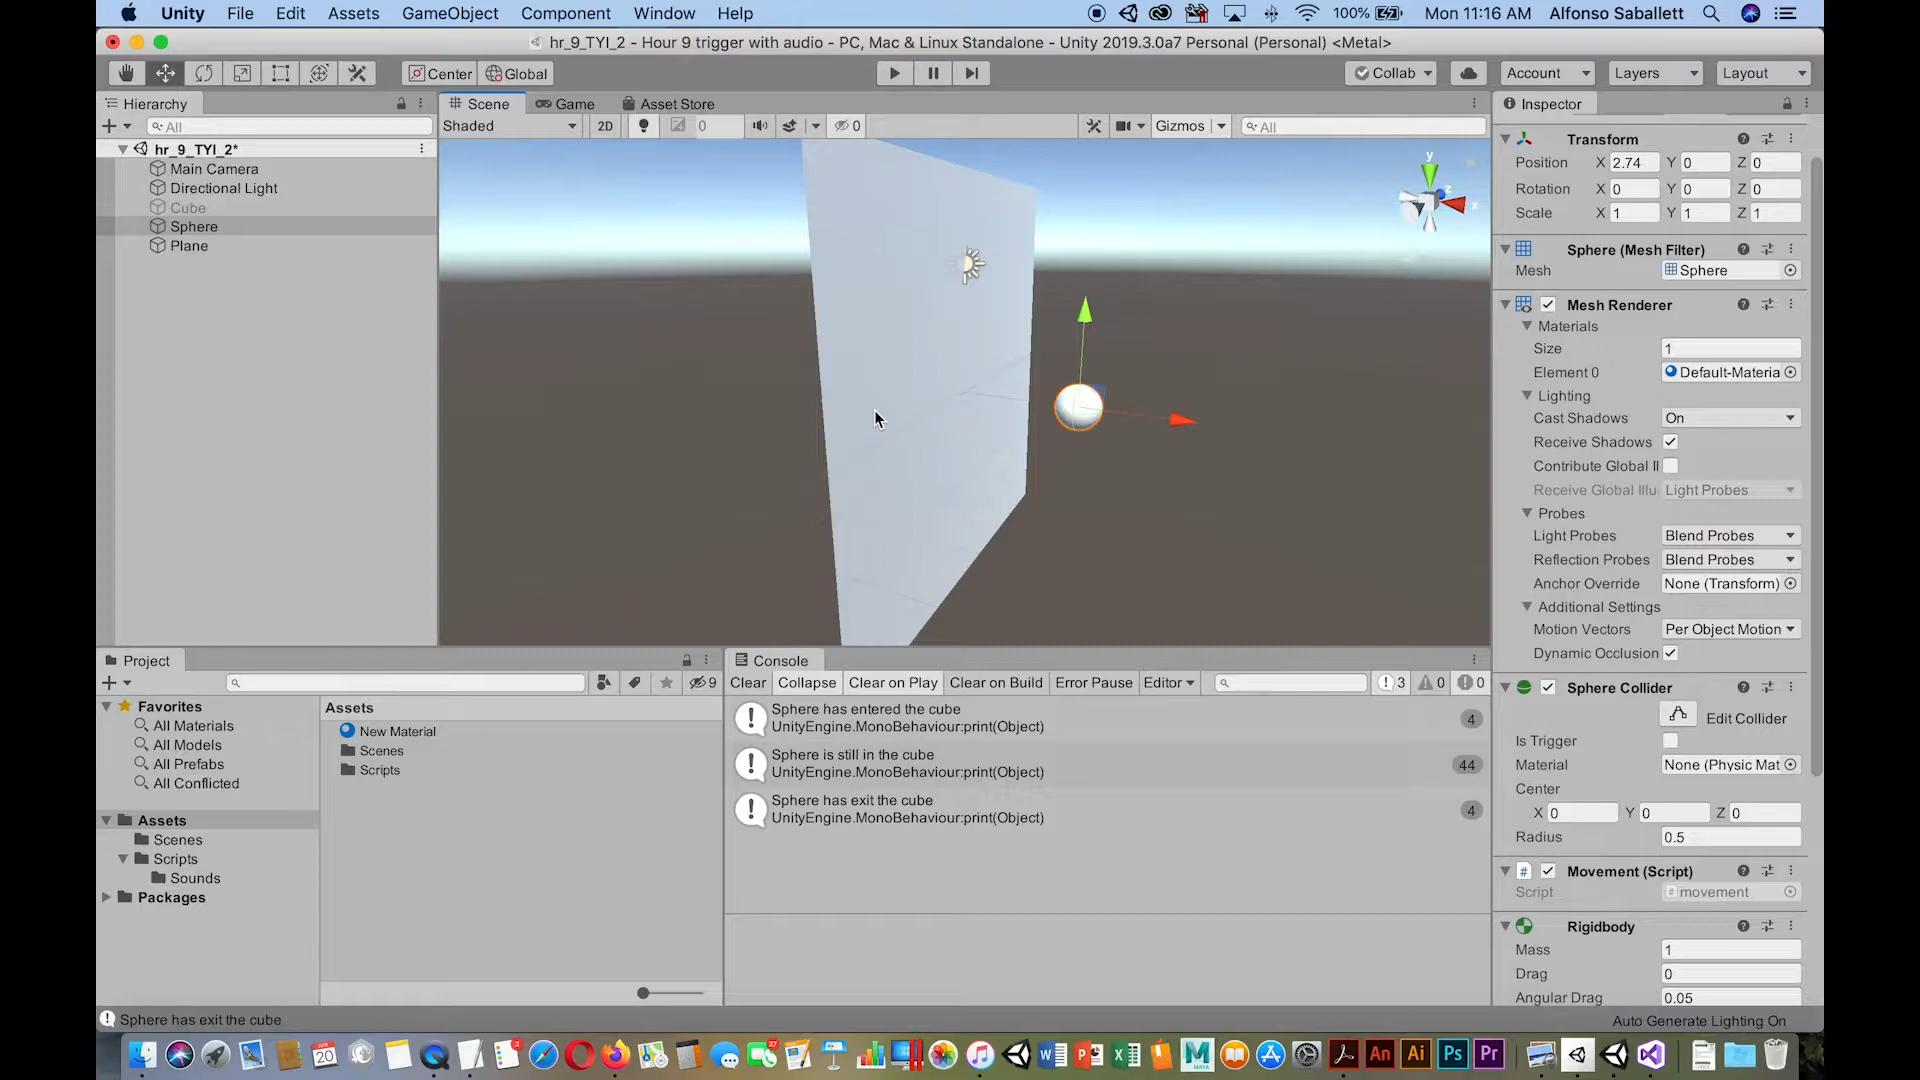 Unity File Edit Assets GameObject Component Window Help 100% Mon 11:16 AM Alfonso Saballett
hr_9_TYI_2 - Hour 9 trigger with audio - PC, Mac & Linux Standalone - Unity 2019.3.0a7 Personal (Personal) <Metal>
Center Global Collab Account Layers Layout
Hierarchy
All
hr_9_TYI_2*
Main Camera
Directional Light
Cube
Sphere
Plane
Scene Game Asset Store
Shaded 2D 0 0 Gizmos All
y
z
x
Inspector
Transform
Position X 2.74 Y 0 Z 0
Rotation X 0 Y 0 Z 0
Scale X 1 Y 1 Z 1
Sphere (Mesh Filter)
Mesh Sphere
Mesh Renderer
Materials
Size 1
Element 0 Default-Materia
Lighting
Cast Shadows On
Receive Shadows
Contribute Global Il
Receive Global Illu Light Probes
Probes
Light Probes Blend Probes
Reflection Probes Blend Probes
Anchor Override None (Transform)
Additional Settings
Motion Vectors Per Object Motion
Dynamic Occlusion
Sphere Collider
Edit Collider
Is Trigger
Material None (Physic Mat
Center
X 0 Y 0 Z 0
Radius 0.5
Movement (Script)
Script movement
Rigidbody
Mass 1
Drag 0
Angular Drag 0.05
Project
9
Favorites
All Materials
All Models
All Prefabs
All Conflicted
Assets
Scenes
Scripts
Sounds
Packages
Assets
New Material
Scenes
Scripts
Console
Clear Collapse Clear on Play Clear on Build Error Pause Editor 3 0 0
Sphere has entered the cube
UnityEngine.MonoBehaviour:print(Object)
4
Sphere is still in the cube
UnityEngine.MonoBehaviour:print(Object)
44
Sphere has exit the cube
UnityEngine.MonoBehaviour:print(Object)
4
Sphere has exit the cube
Auto Generate Lighting On
20 2 27 MAYA An Ai Ps Pr